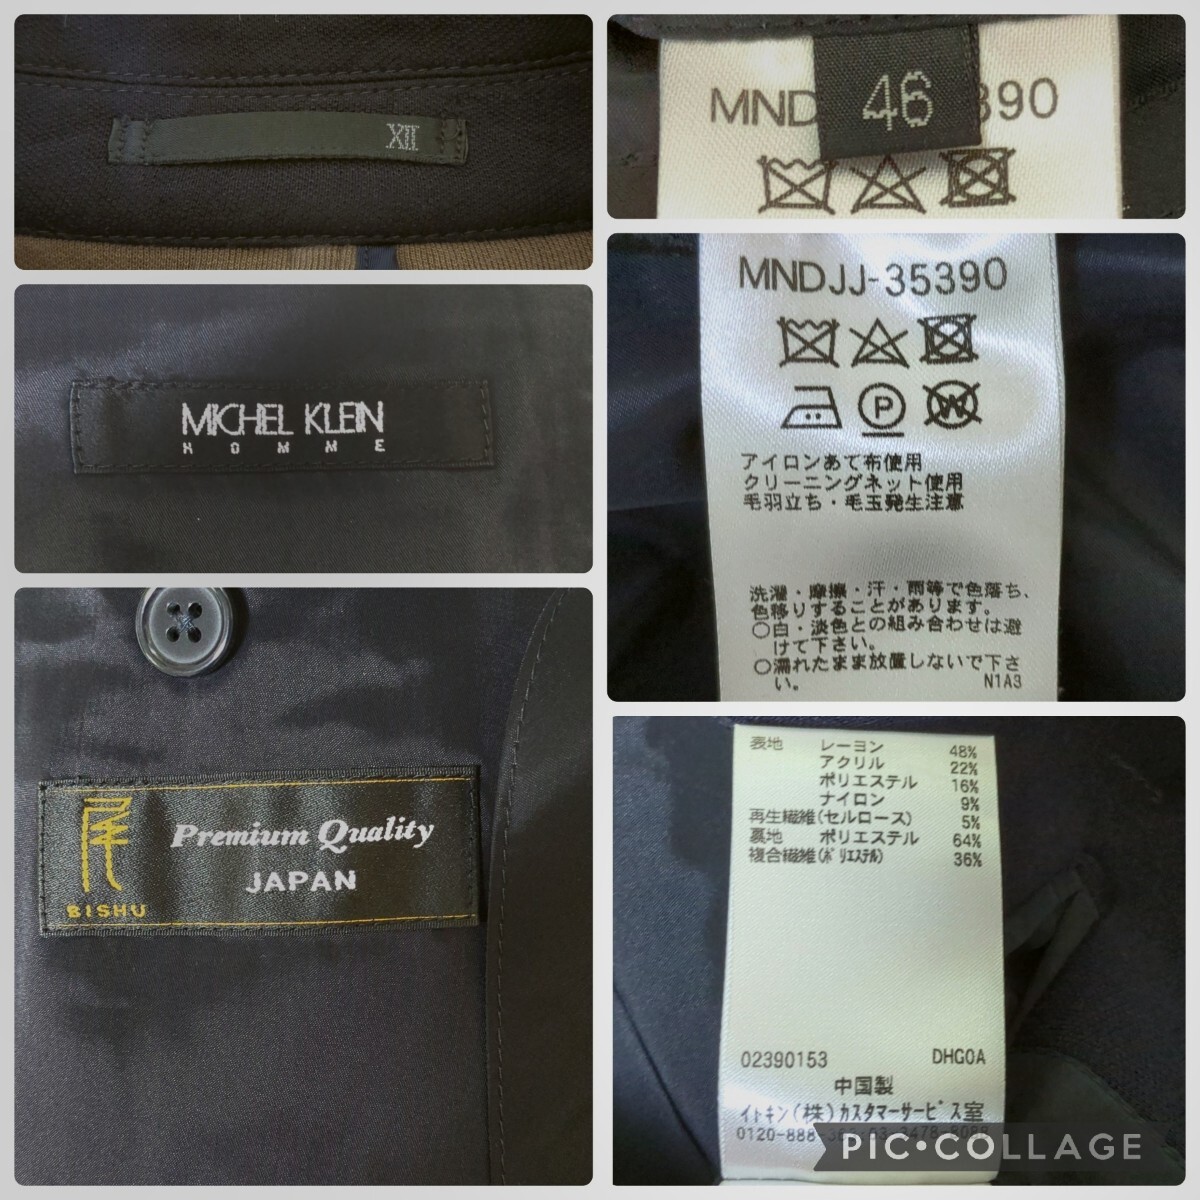 XII
MICHEL KLEIN
HOMME
尾
BISHU
Premium Quality
JAPAN
46
MND 390
MNDJJ-35390
P
W
アイロンあて布使用
クリーニングネット使用
毛羽立ち・毛玉発生注意
洗濯・摩擦・汗・雨等で色落ち、
色移りすることがあります。
○白・淡色との組み合わせは避
けて下さい。
○濡れたまま放置しないで下さ
い。
N1A3
表地 レーヨン 48%
アクリル 22%
ポリエステル 16%
ナイロン 9%
再生繊維(セルロース) 5%
裏地 ポリエステル 64%
複合繊維(ポリエステル) 36%
02390153 DHG0A
中国製
イトキン(株)カスタマーサービス室
0120-888-
PIC•COLLAGE